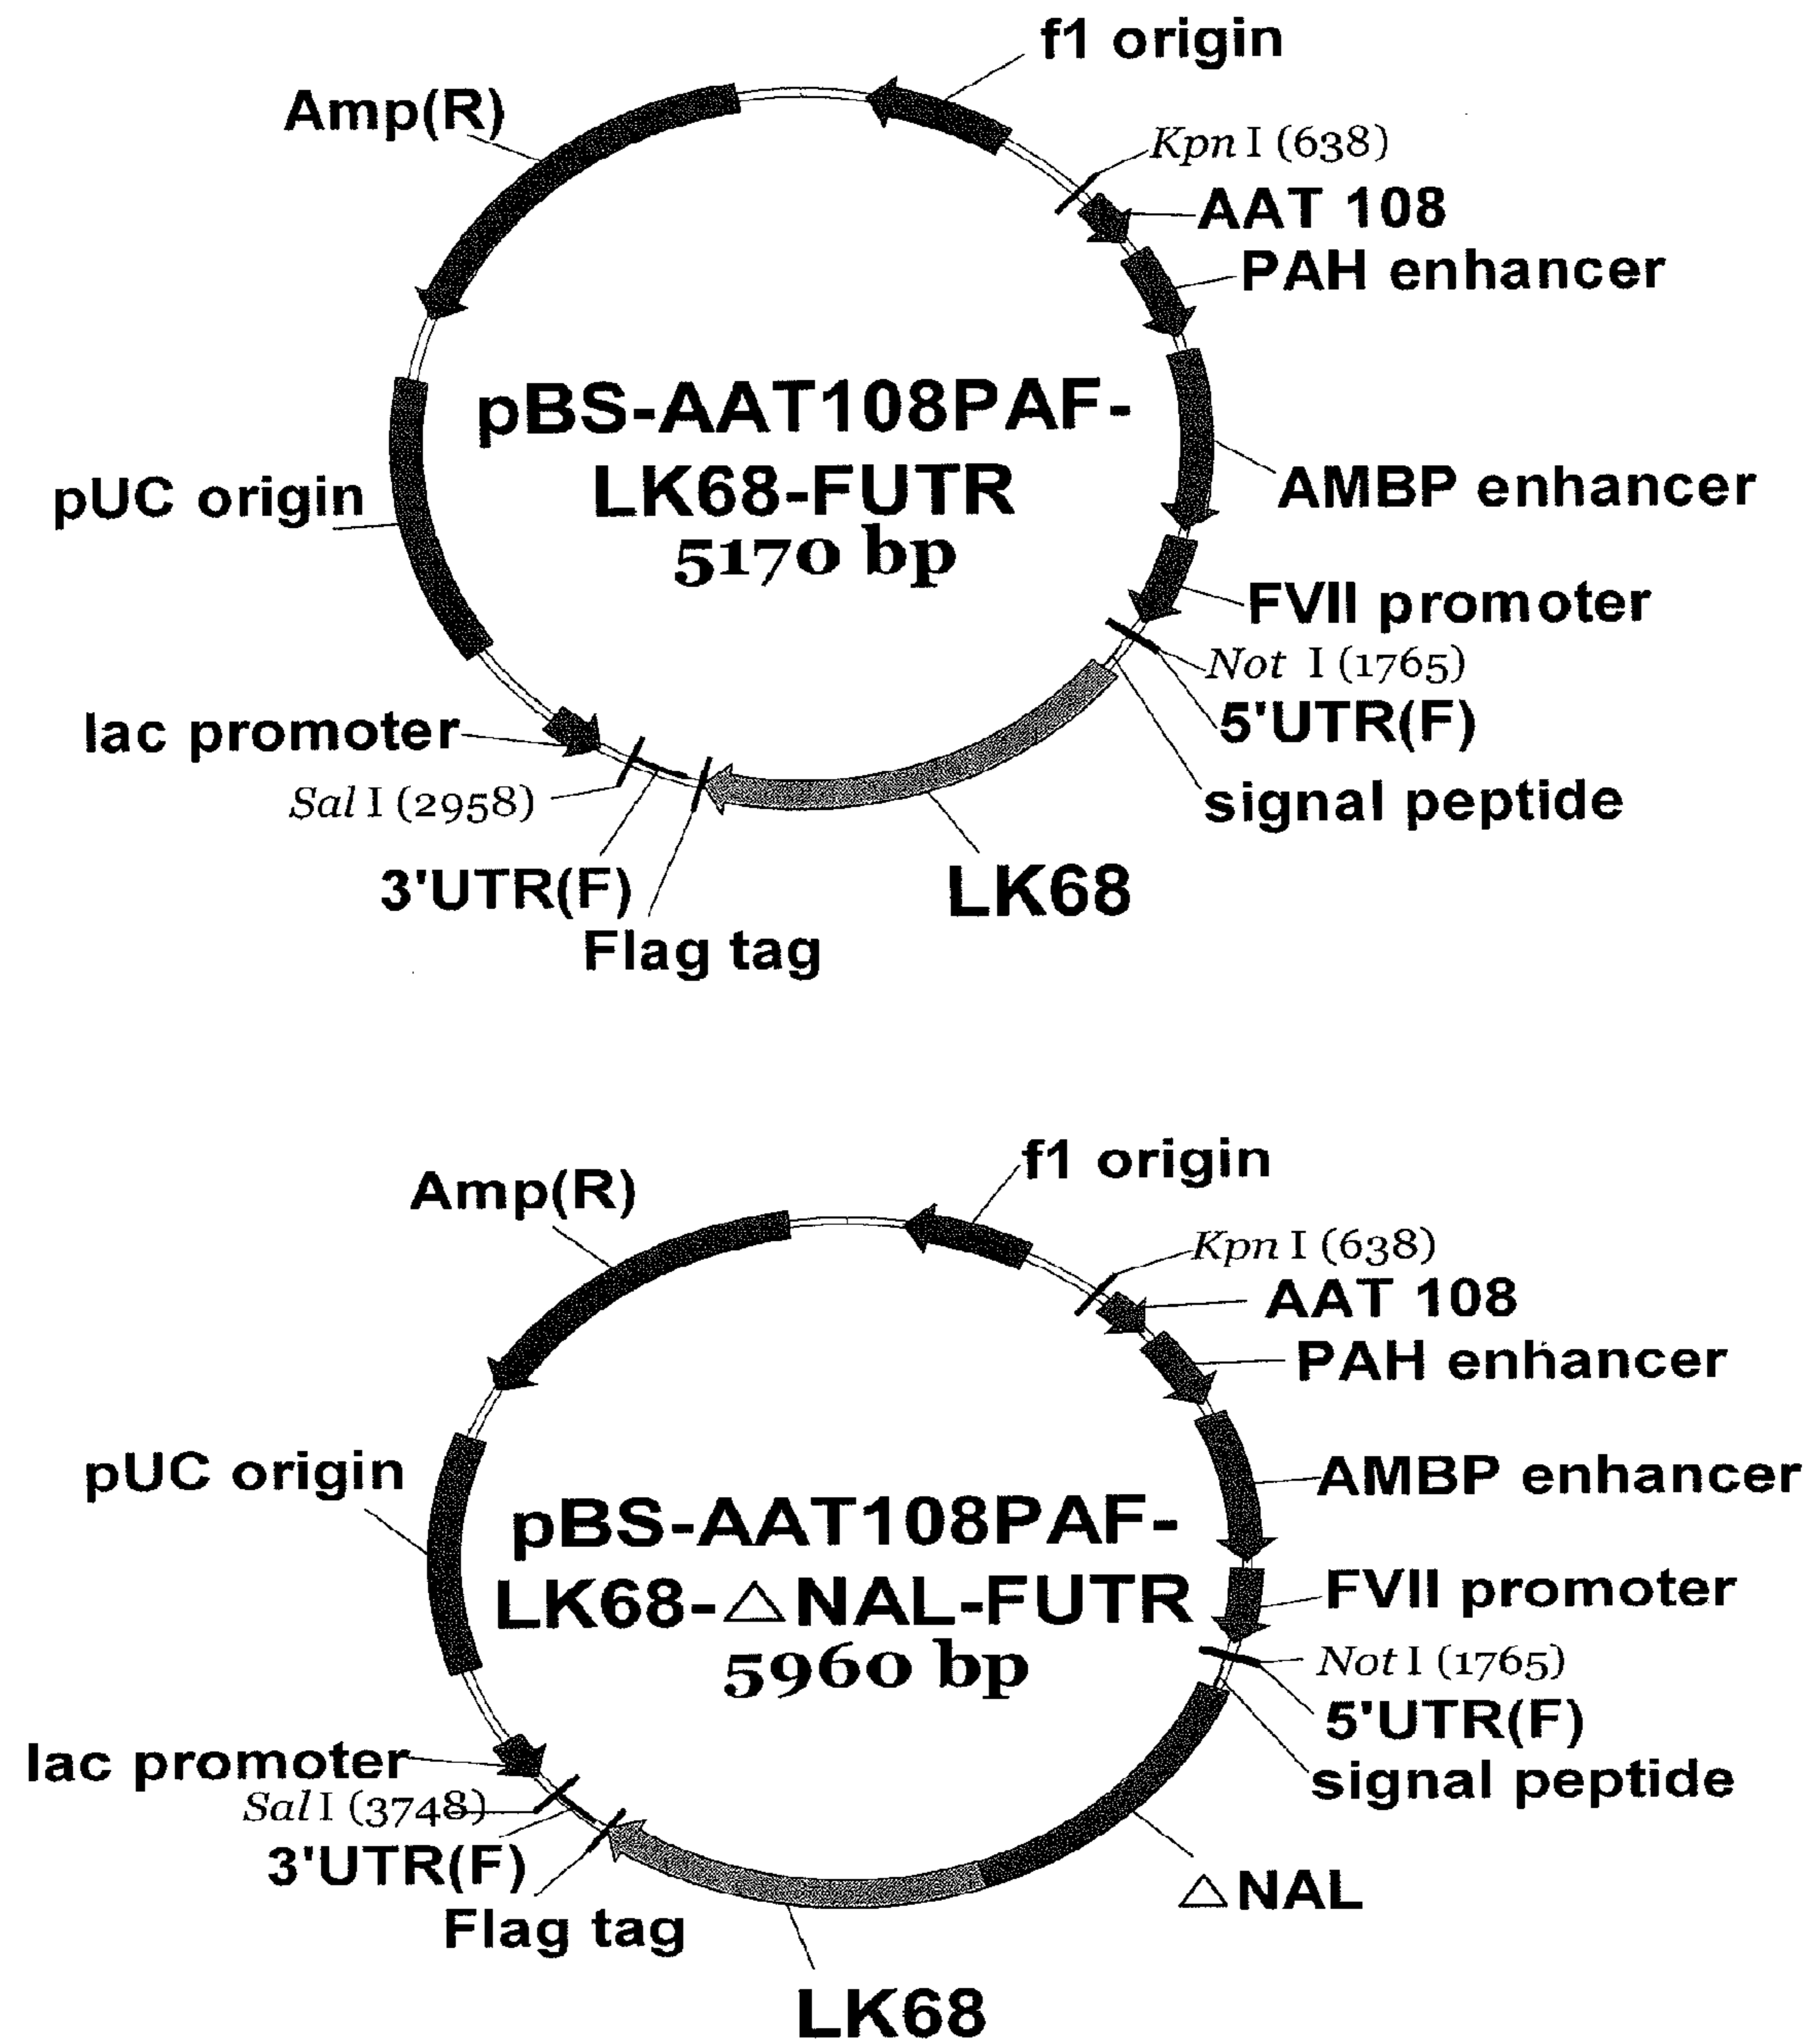 f1 origin
Amp(R)
Kpn I (638)
AAT 108
PAH enhancer
pBS-AAT108PAF-
LK68-FUTR
5170 bp
pUC origin
AMBP enhancer
FVII promoter
Not I (1765)
5'UTR(F)
lac promoter
Sal I (2958)
signal peptide
3'UTR(F)
LK68
Flag tag
f1 origin
Amp(R)
Kpn I (638)
AAT 108
PAH enhancer
pUC origin
AMBP enhancer
pBS-AAT108PAF-
LK68-△NAL-FUTR
5960 bp
FVII promoter
Not I (1765)
5'UTR(F)
lac promoter
signal peptide
Sal I (3748)
3'UTR(F)
△NAL
Flag tag
LK68